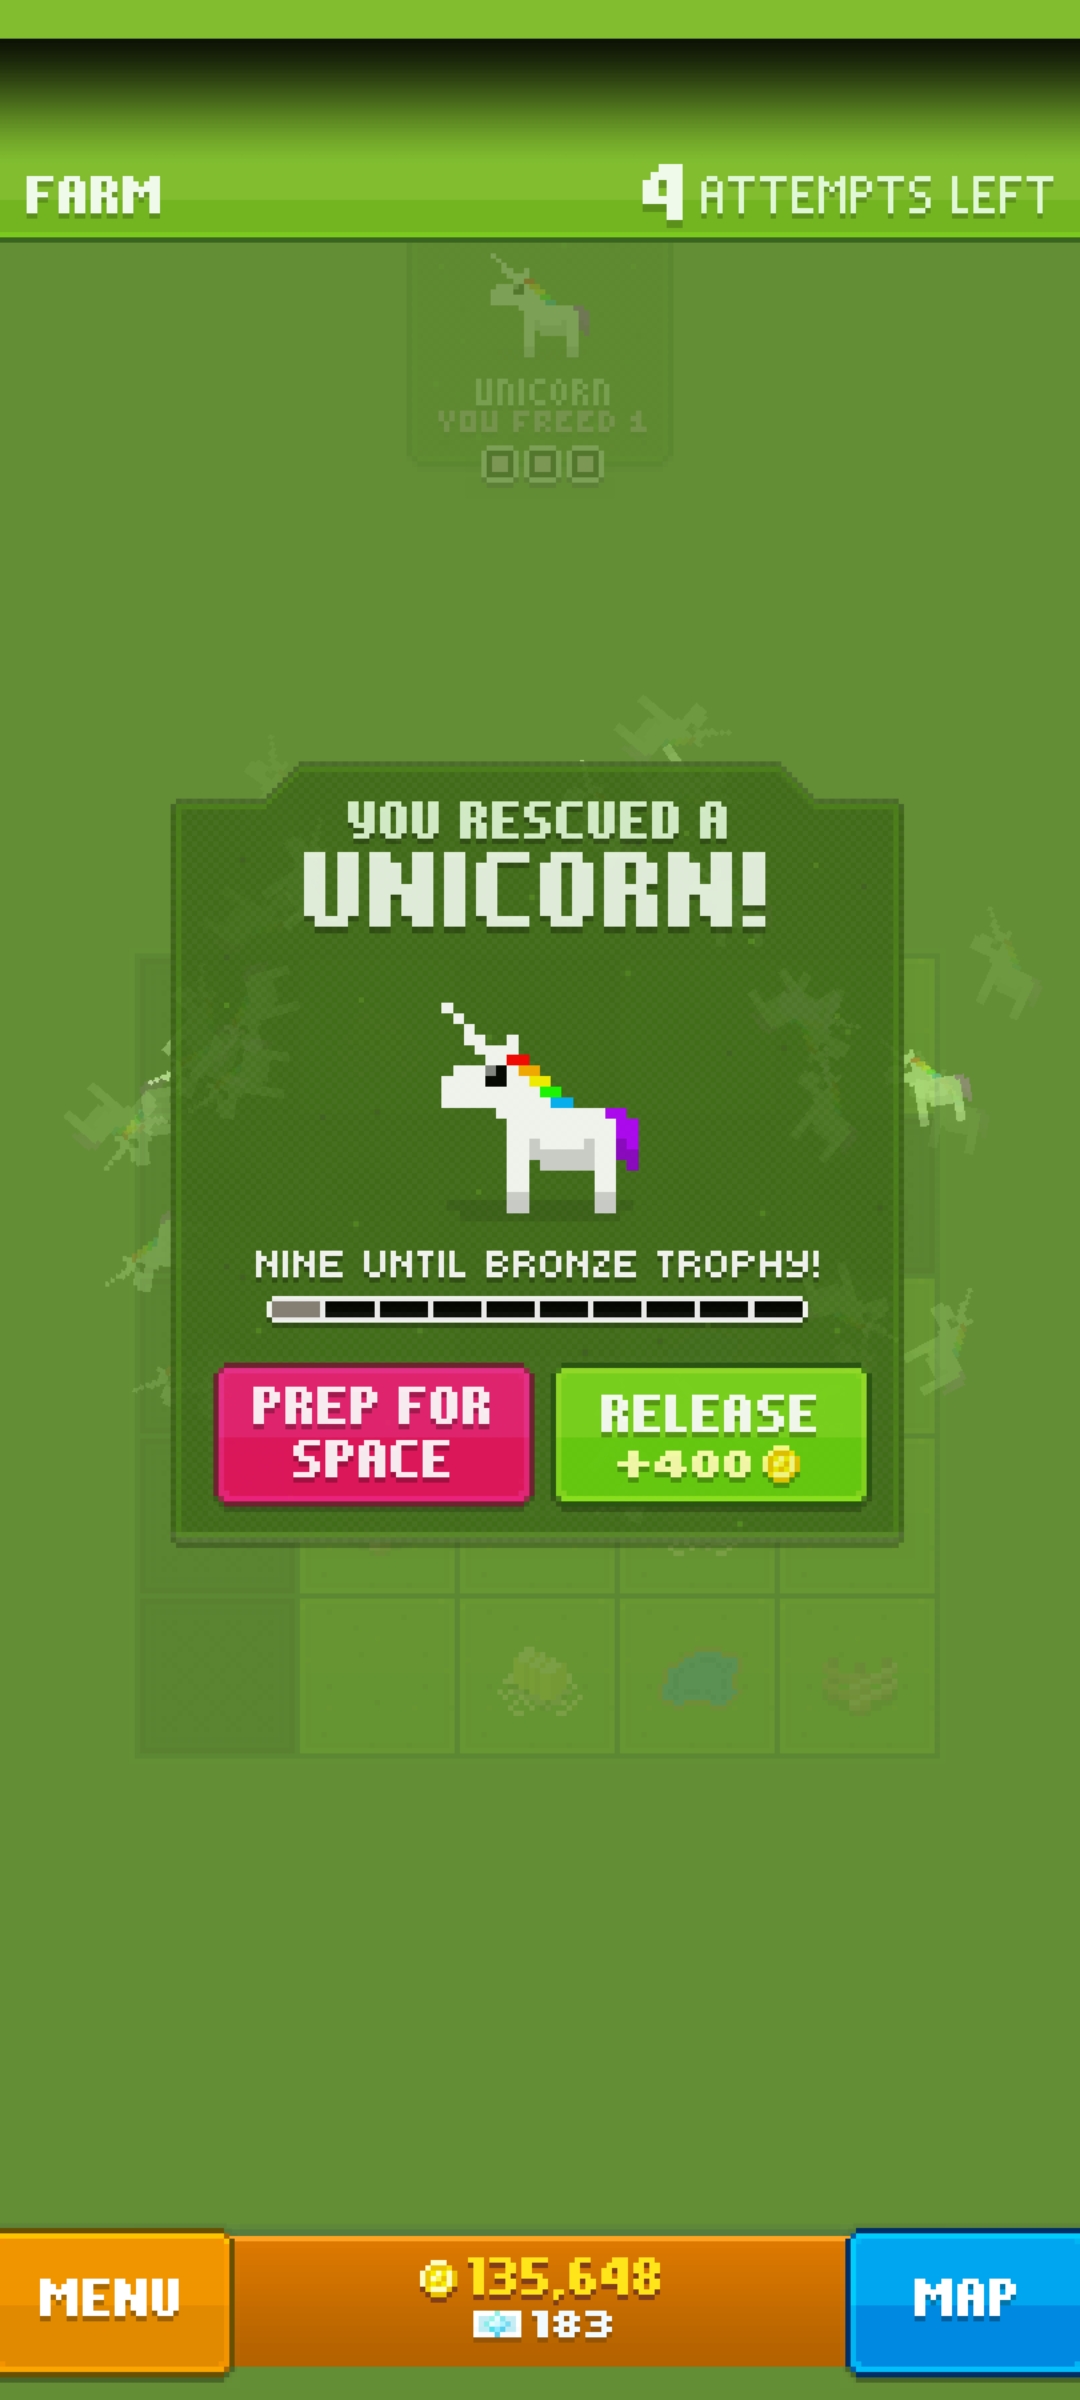 FARM
9 ATTEMPTS LEFT
UNICORN
YOU FREED 1
YOU RESCUED A
UNICORN!
NINE UNTIL BRONZE TROPHY!
PREP FOR
SPACE
RELEASE
+400
MENU
135,648
183
MAP